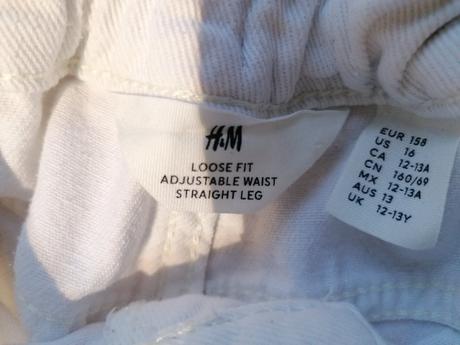 H&M
LOOSE FIT
ADJUSTABLE WAIST
STRAIGHT LEG
EUR 158
US 16
CA 12-13A
CN 160/69
MX 12-13A
AUS 13
UK 12-13Y